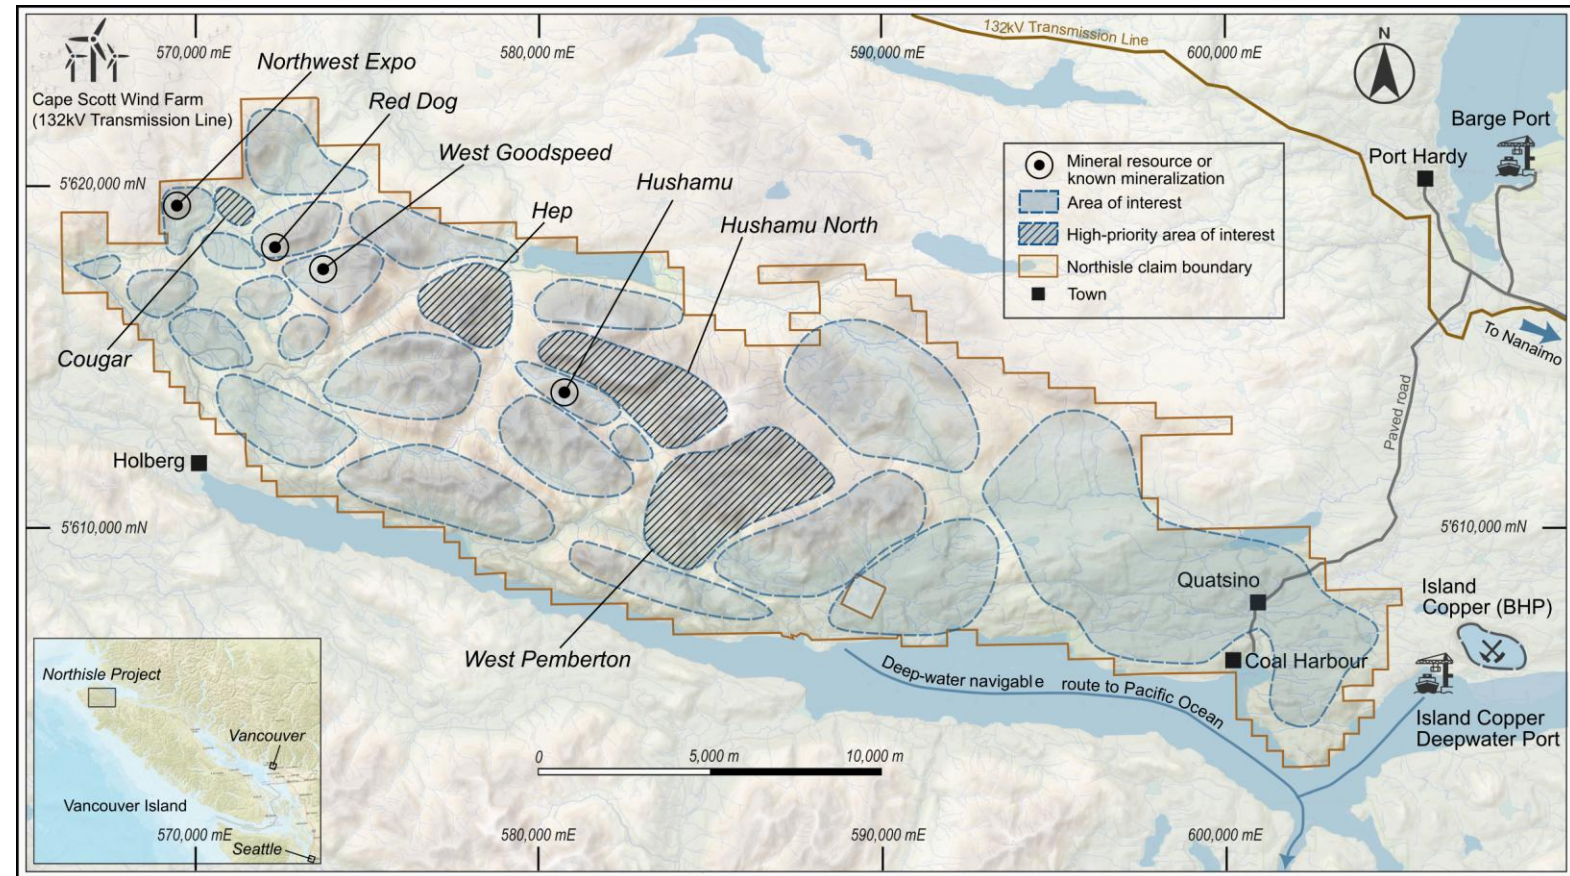 570,000 mE
580,000 mE
590,000 mE
132kV Transmission Line
600,000 mE
N
Cape Scott Wind Farm
(132kV Transmission Line)
Northwest Expo
Red Dog
West Goodspeed
Hushamu
Hep
Hushamu North
Cougar
5'620,000 mN
Barge Port
Port Hardy
Mineral resource or
known mineralization
Area of interest
High-priority area of interest
Northisle claim boundary
Town
To Nanaimo
Paved road
Holberg
5'610,000 mN
5'610,000 mN
Quatsino
Island
Copper (BHP)
Coal Harbour
West Pemberton
Deep-water navigable route to Pacific Ocean
Island Copper
Deepwater Port
0
5,000 m
10,000 m
Northisle Project
Vancouver
Vancouver Island
Seattle
570,000 mE
580,000 mE
590,000 mE
600,000 mE